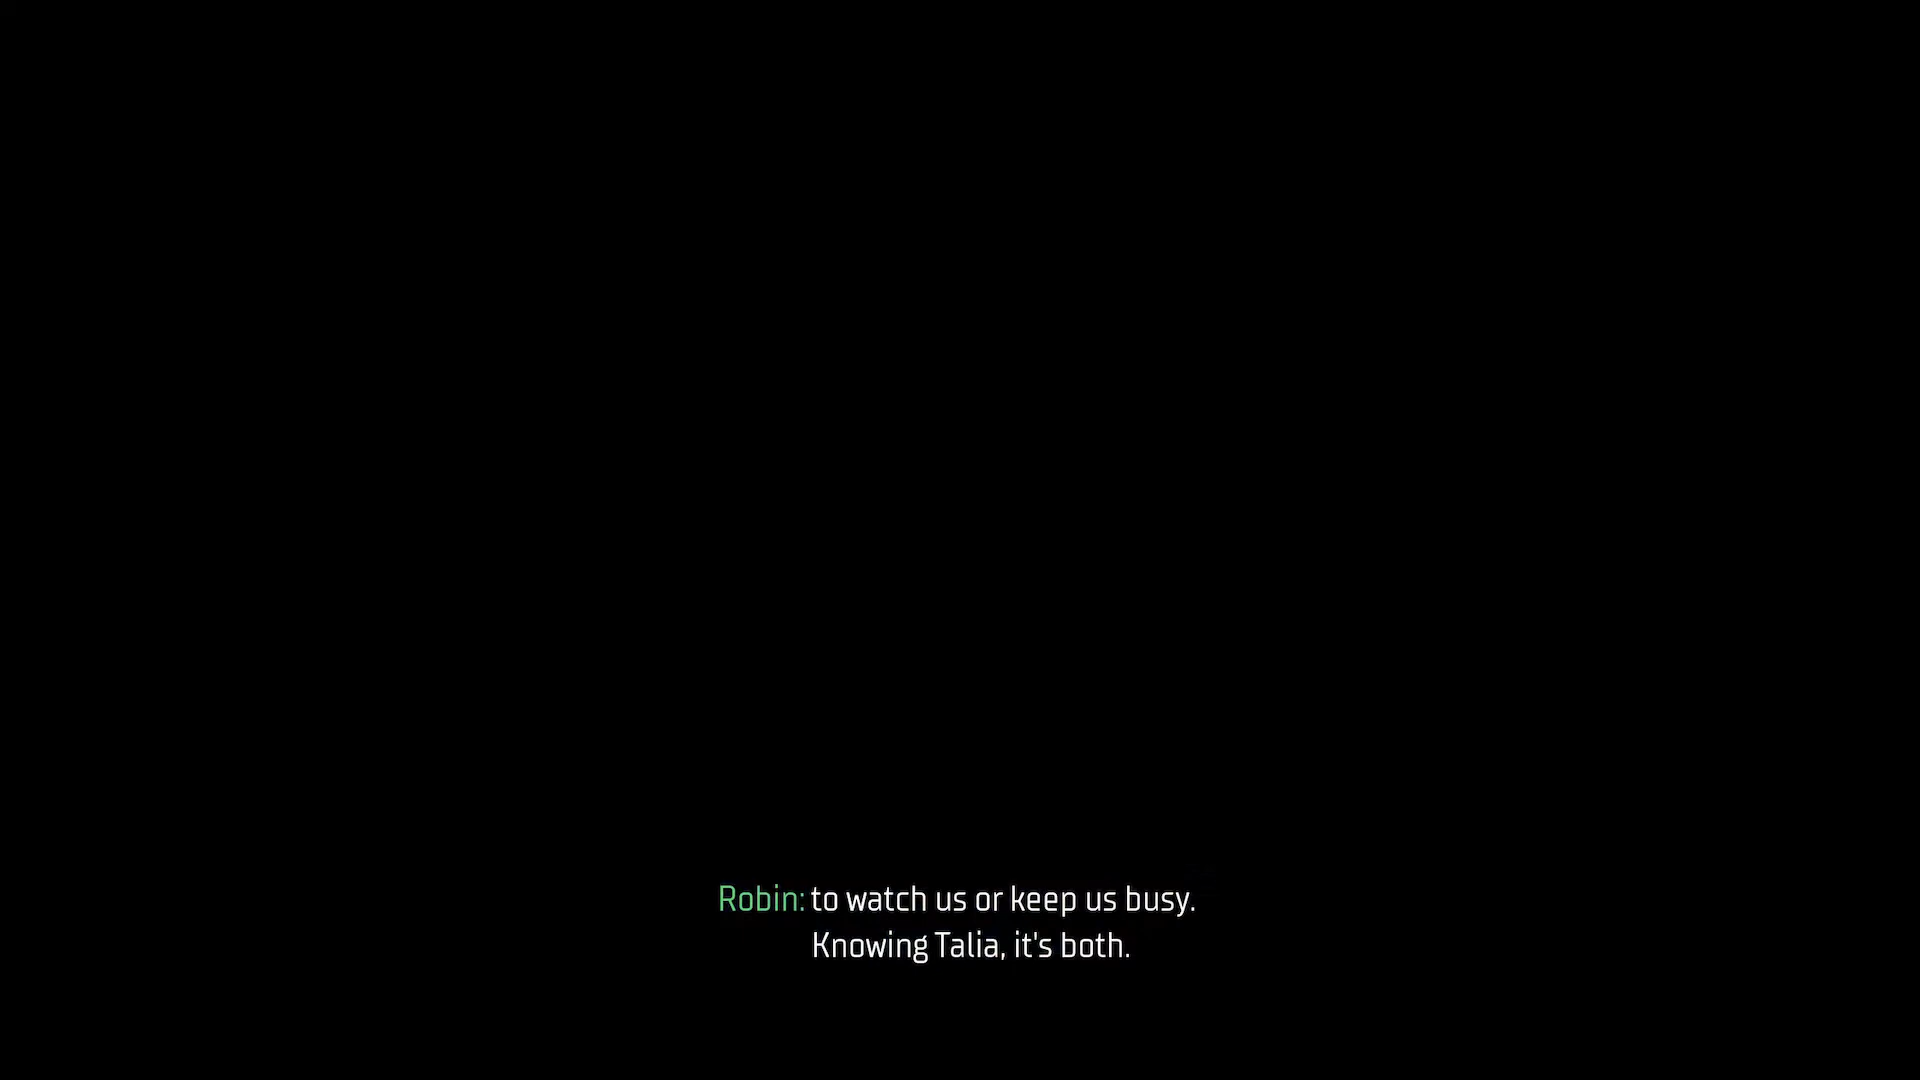 Robin: to watch us or keep us busy.
Knowing Talia, it's both.